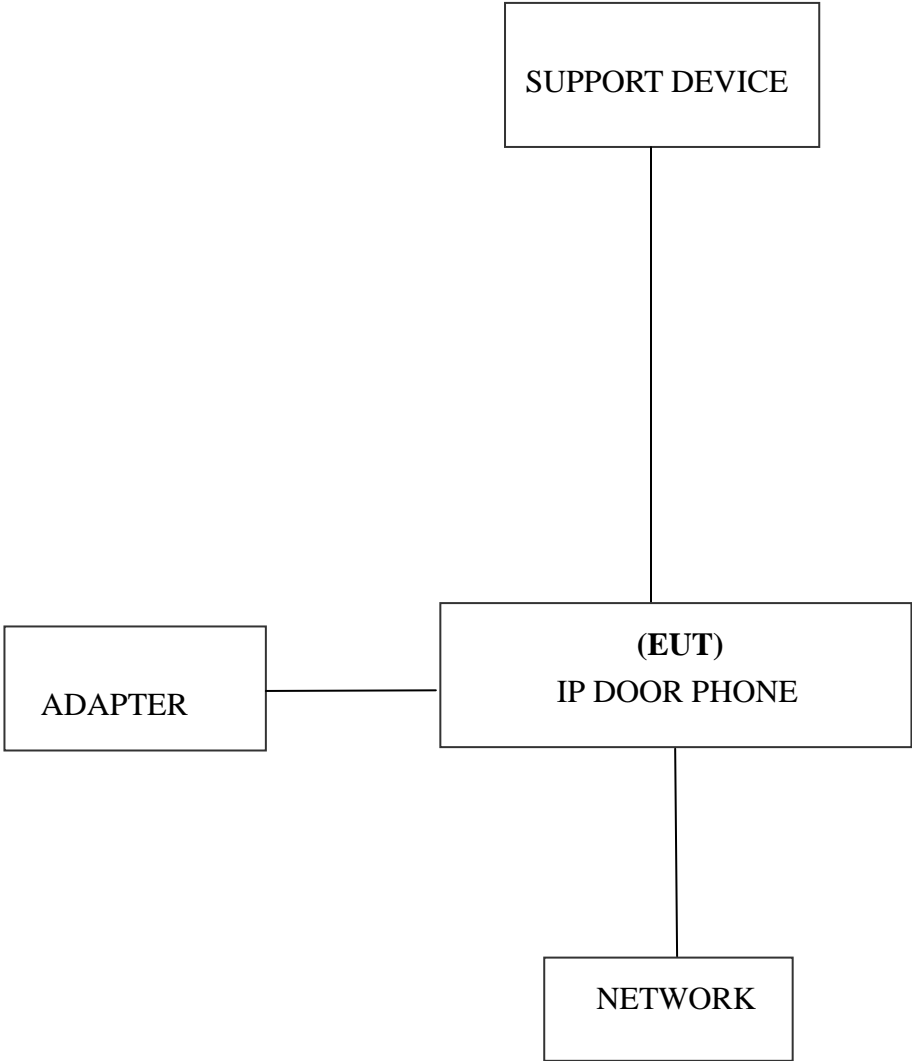 SUPPORT DEVICE
(EUT)
IP DOOR PHONE
ADAPTER
NETWORK